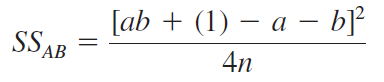 SS_AB = [ab + (1) − a − b]² / 4n